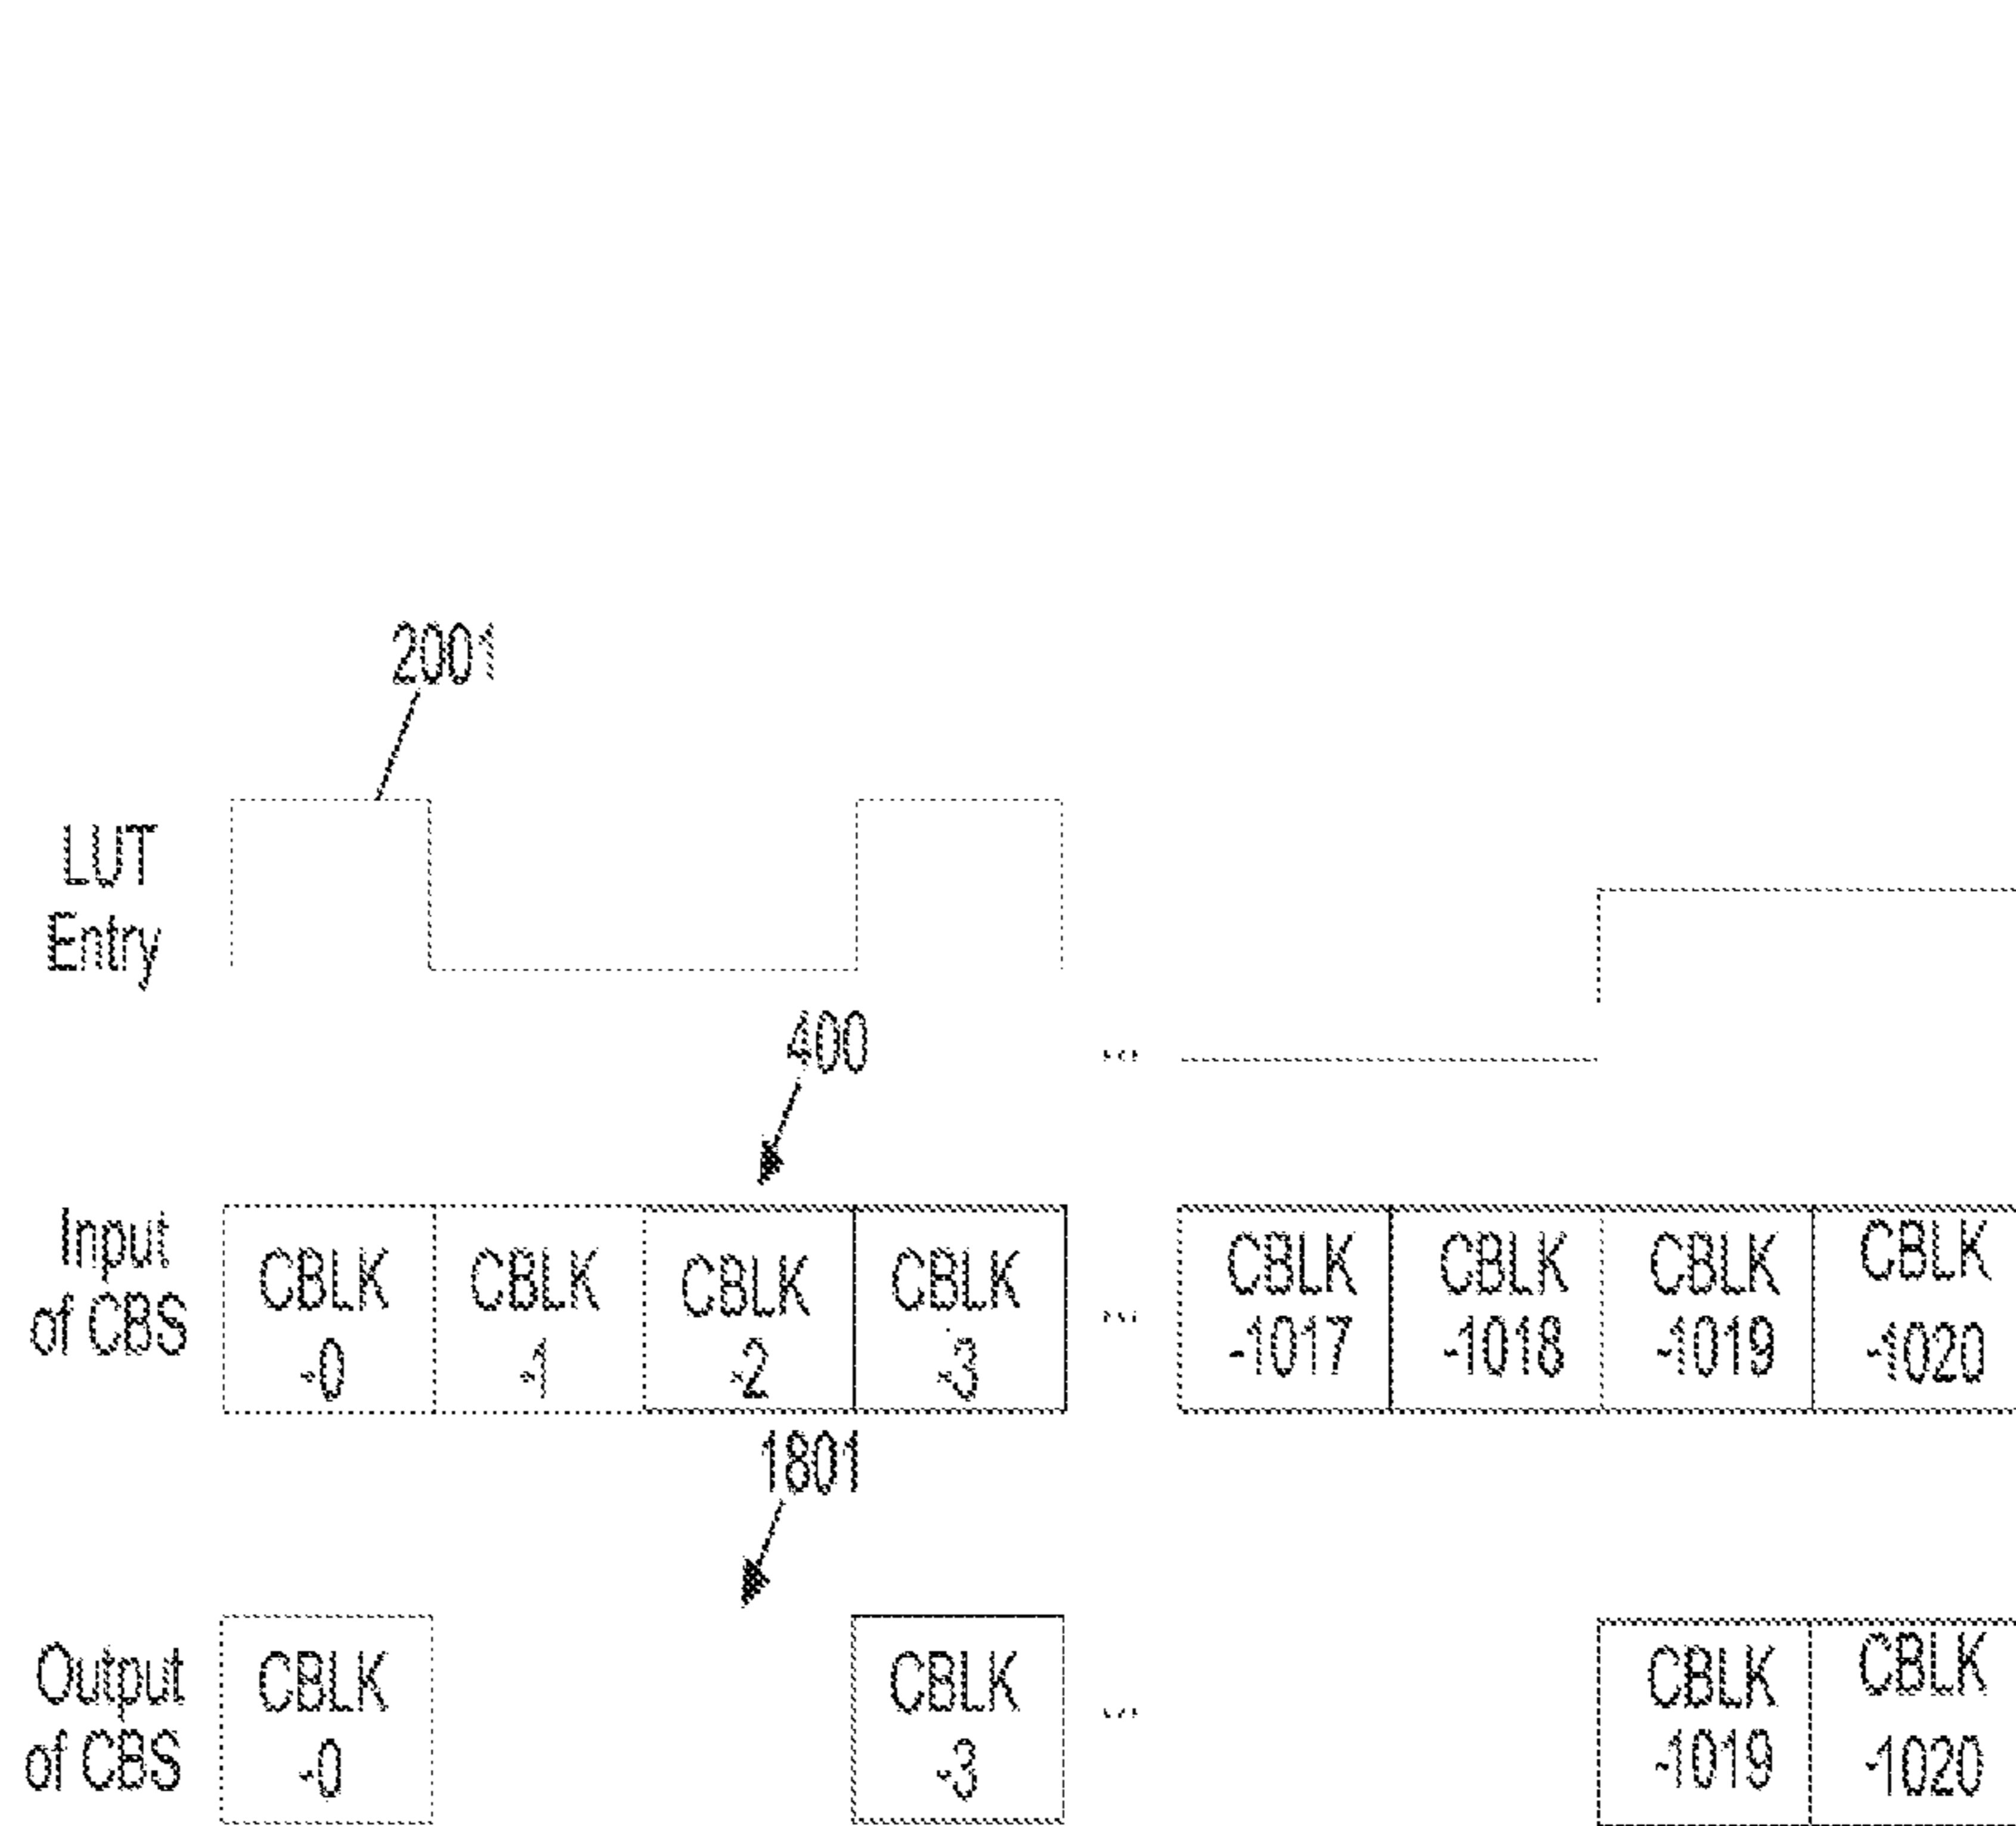 2001
LUT
Entry
400
...
Input
of CBS
CBLK
-0
CBLK
-1
CBLK
-2
CBLK
-3
...
CBLK
-1017
CBLK
-1018
CBLK
-1019
CBLK
-1020
1801
Output
of CBS
CBLK
-0
CBLK
-3
...
CBLK
-1019
CBLK
-1020